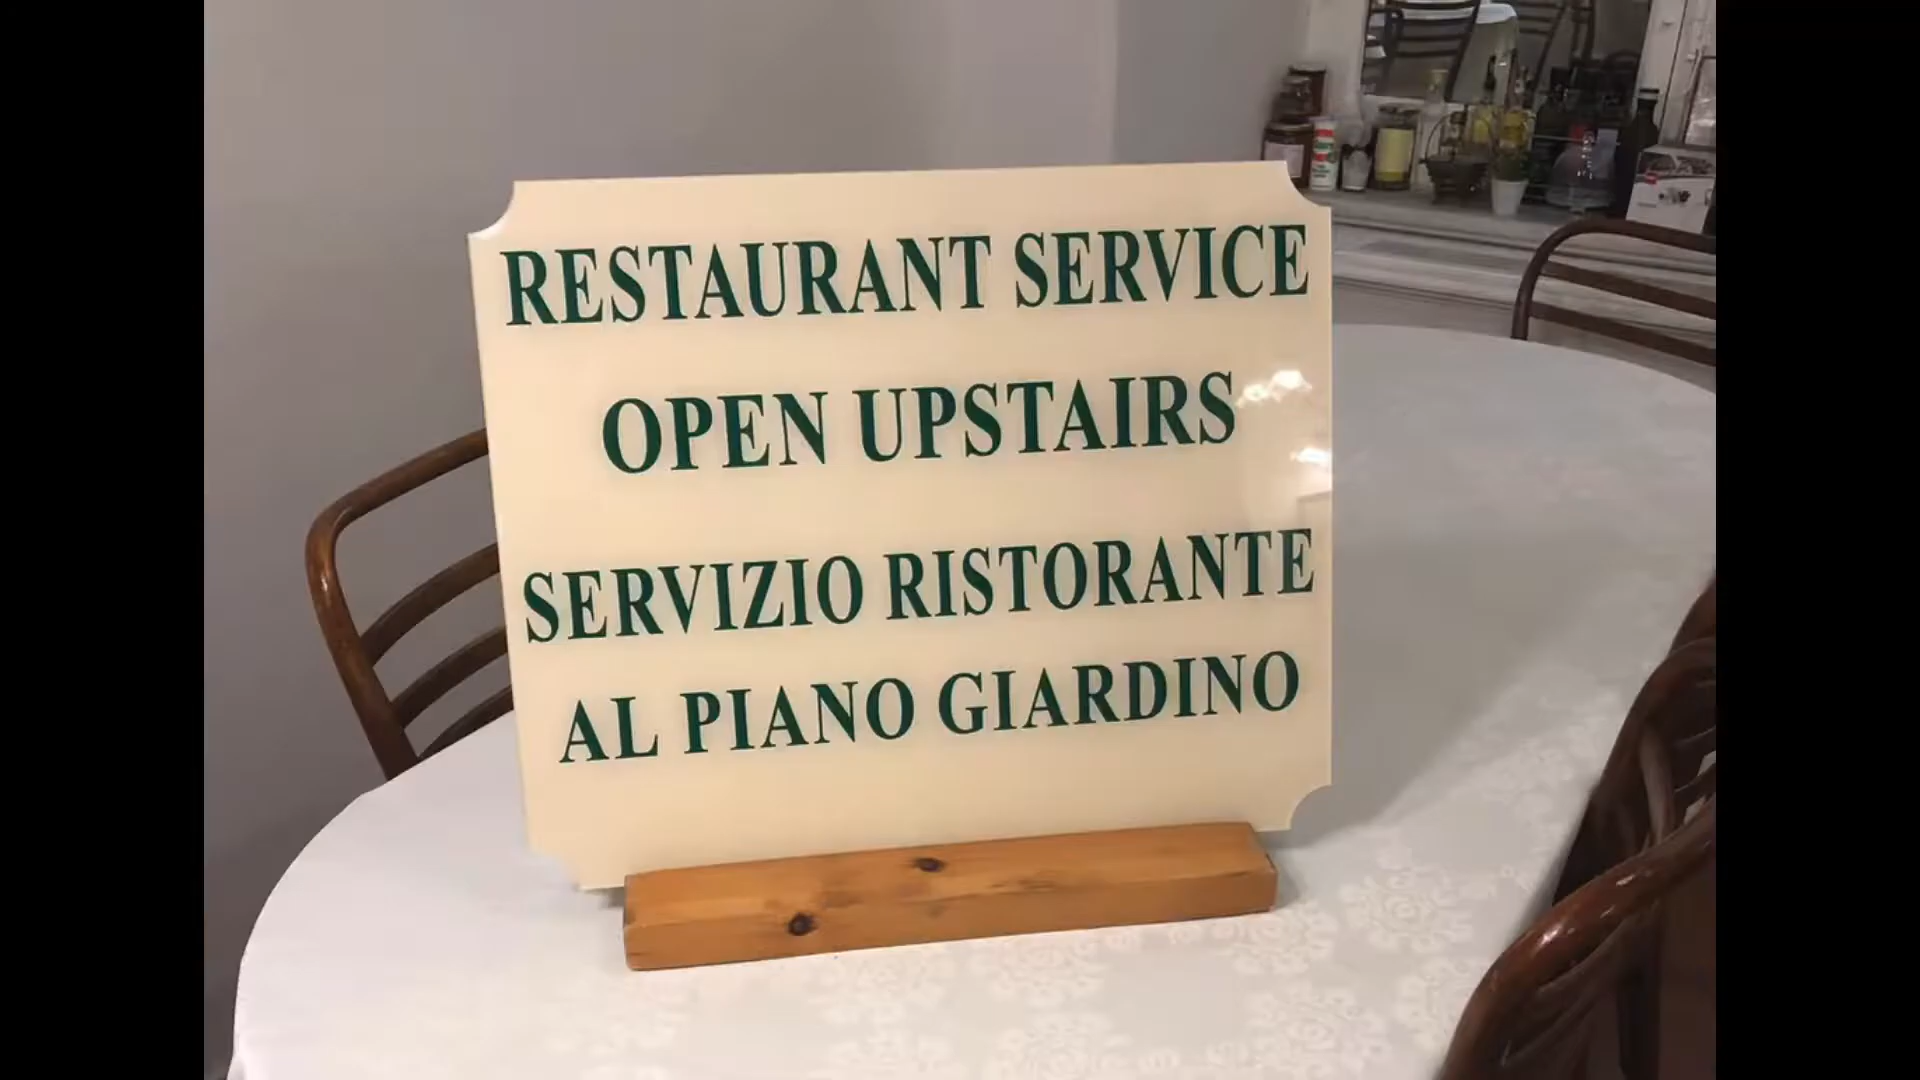 RESTAURANT SERVICE
OPEN UPSTAIRS
SERVIZIO RISTORANTE
AL PIANO GIARDINO